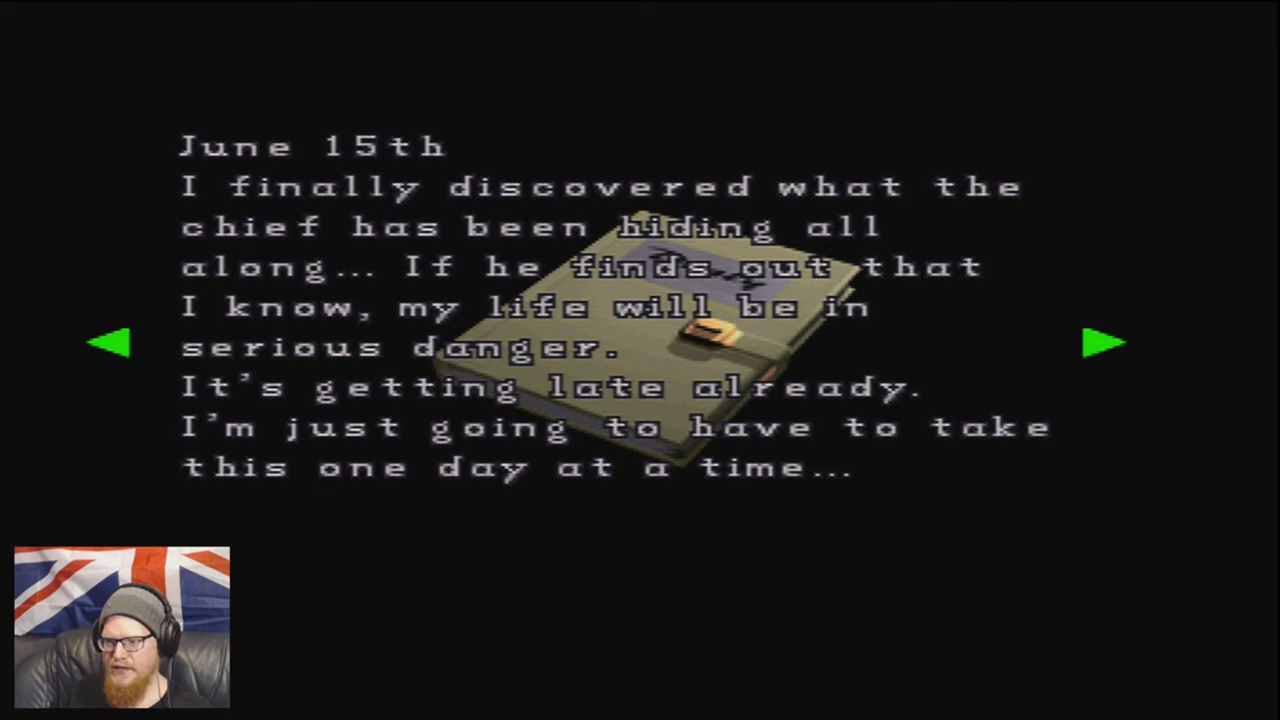 June 15th
I finally discovered what the
chief has been hiding all
along... If he finds out that
I know, my life will be in
serious danger.
It's getting late already.
I'm just going to have to take
this one day at a time...